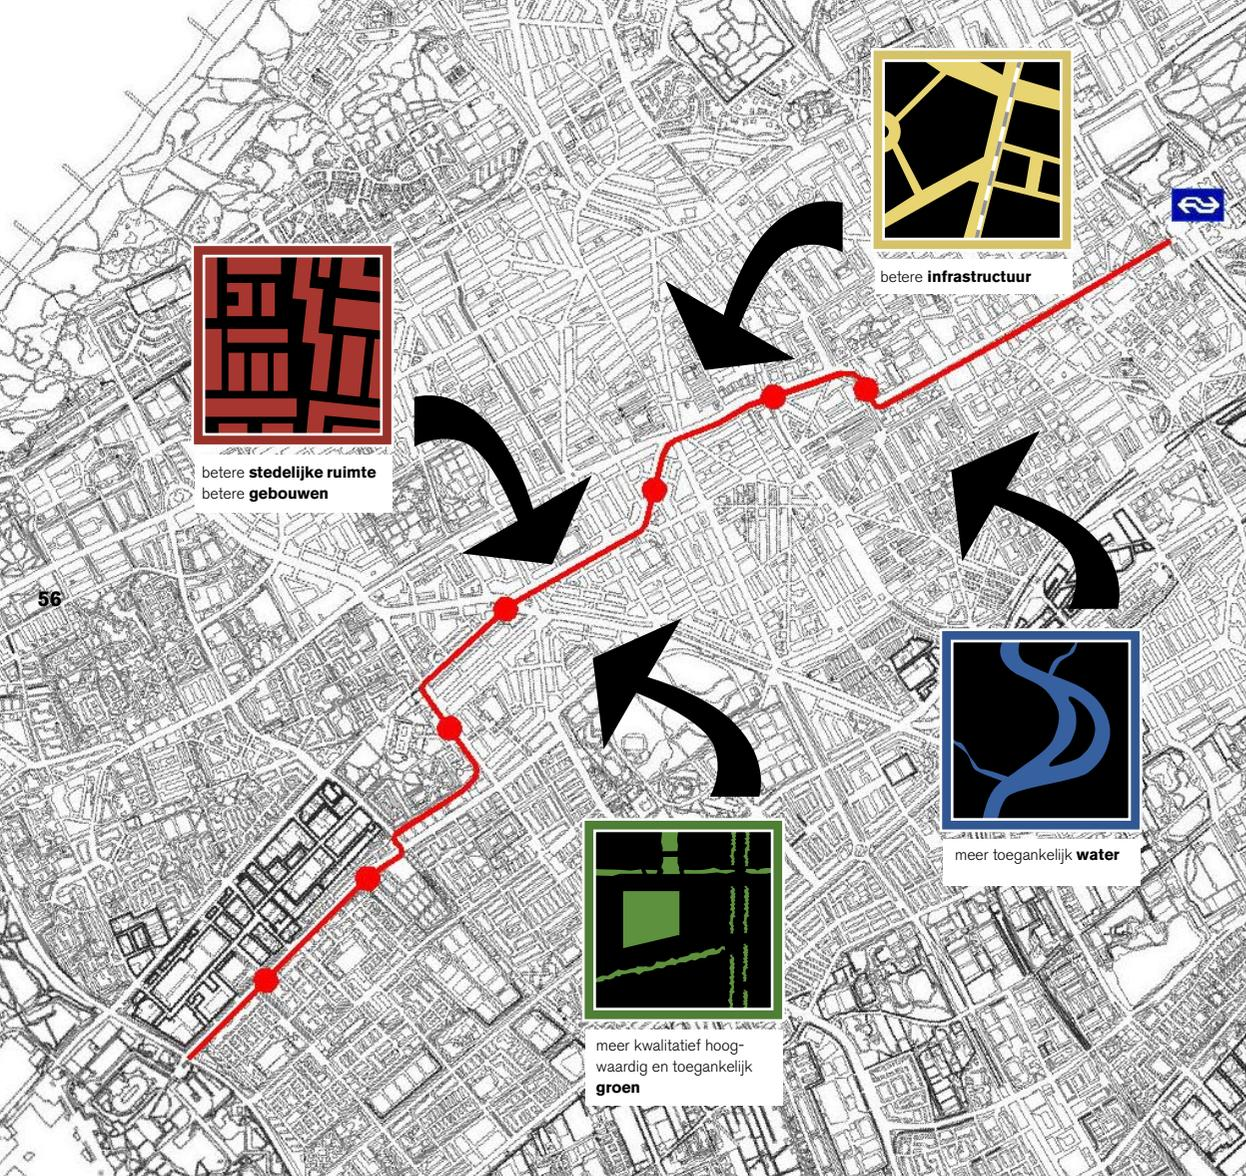 betere infrastructuur
betere stedelijke ruimte
betere gebouwen
56
meer toegankelijk water
meer kwalitatief hoog-
waardig en toegankelijk
groen